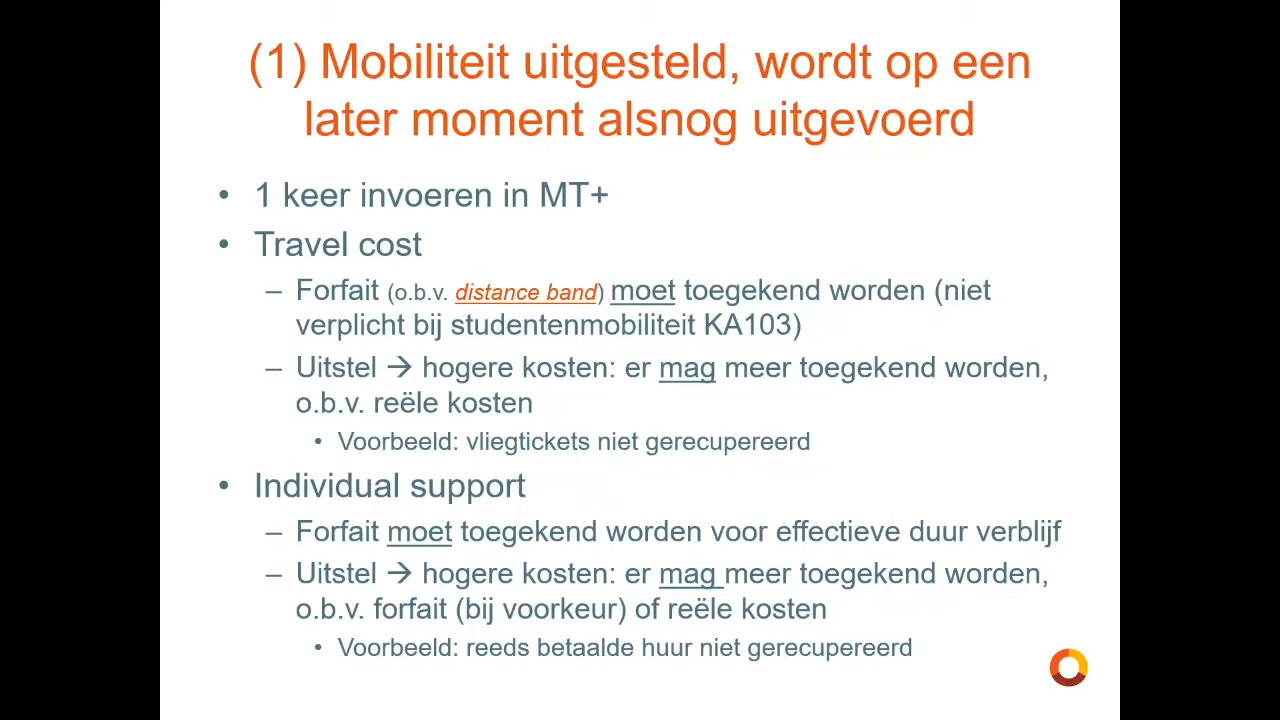 (1) Mobiliteit uitgesteld, wordt op een
later moment alsnog uitgevoerd
• 1 keer invoeren in MT+
• Travel cost
– Forfait (o.b.v. distance band) moet toegekend worden (niet
verplicht bij studentenmobiliteit KA103)
– Uitstel → hogere kosten: er mag meer toegekend worden,
o.b.v. reële kosten
• Voorbeeld: vliegtickets niet gerecupereerd
• Individual support
– Forfait moet toegekend worden voor effectieve duur verblijf
– Uitstel → hogere kosten: er mag meer toegekend worden,
o.b.v. forfait (bij voorkeur) of reële kosten
• Voorbeeld: reeds betaalde huur niet gerecupereerd